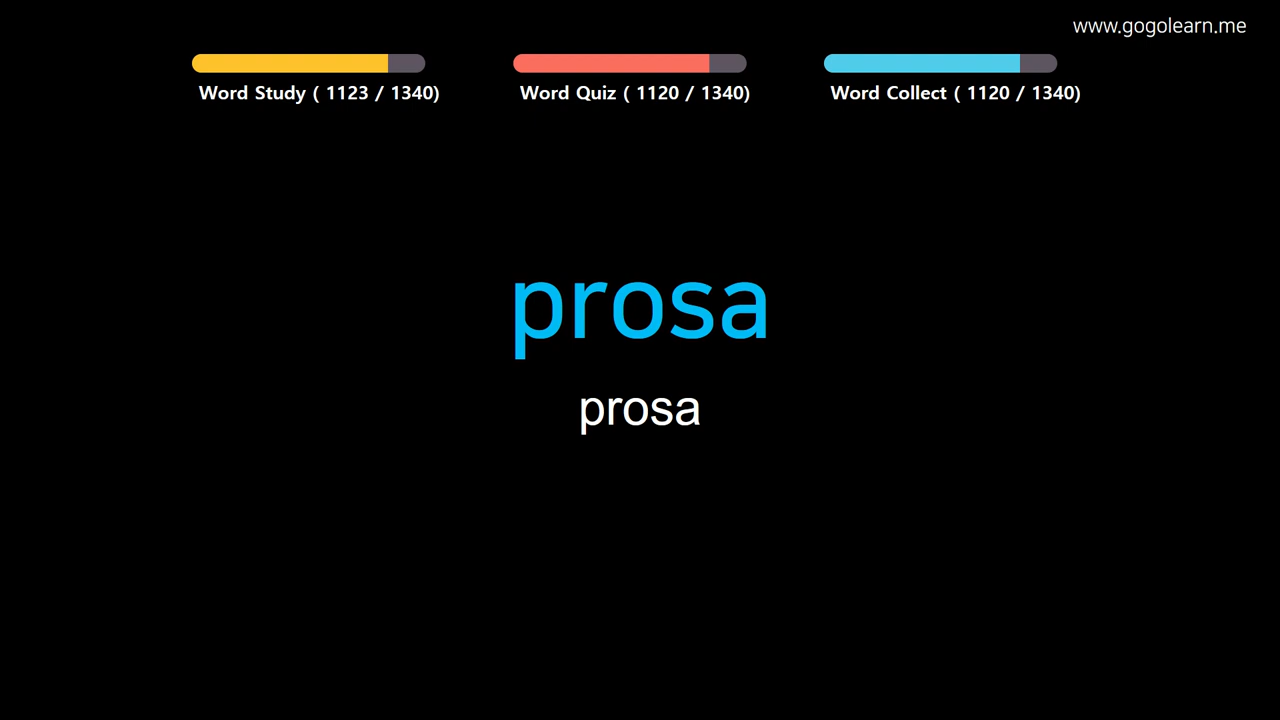 www.gogolearn.me
Word Study ( 1123 / 1340)
Word Quiz ( 1120 / 1340)
Word Collect ( 1120 / 1340)
prosa
prosa